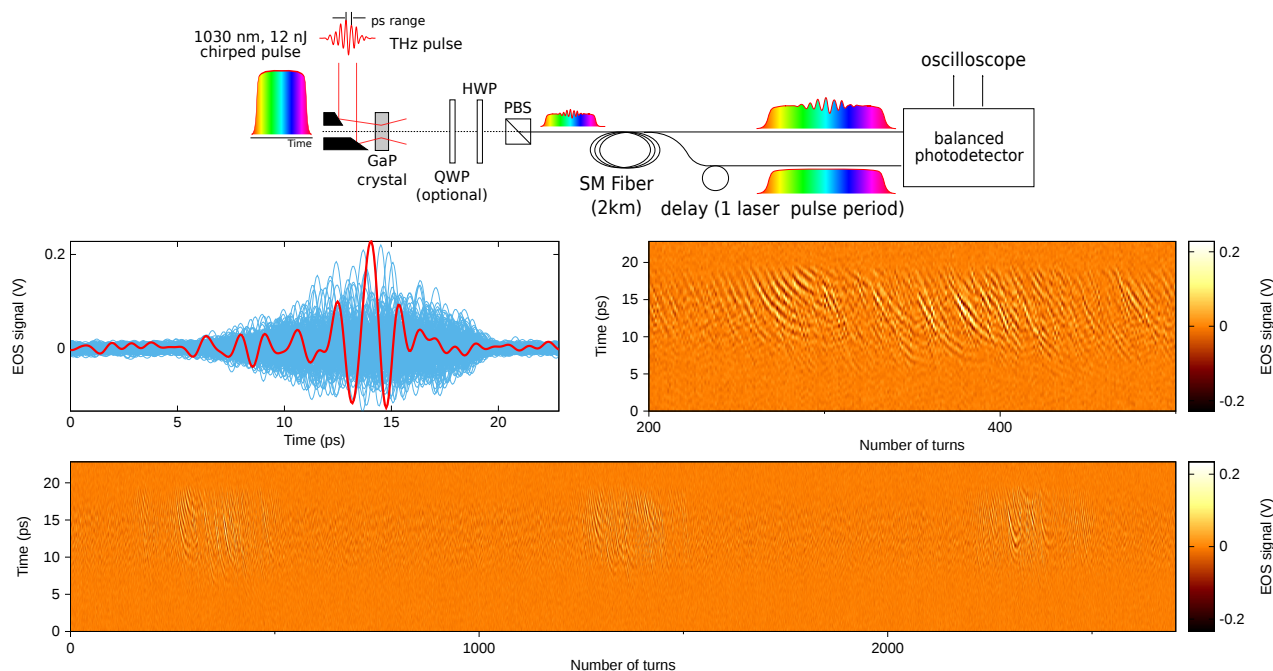 1030 nm, 12 nJ
chirped pulse
ps range
THz pulse
Time
GaP
crystal
QWP
(optional)
HWP
PBS
SM Fiber
(2km)
delay (1 laser pulse period)
oscilloscope
balanced
photodetector
EOS signal (V)
0.2
0
0
5
10
15
20
Time (ps)
Time (ps)
20
15
10
5
0
200
400
Number of turns
0.2
0
-0.2
EOS signal (V)
Time (ps)
20
15
10
5
0
0
1000
2000
Number of turns
0.2
0
-0.2
EOS signal (V)